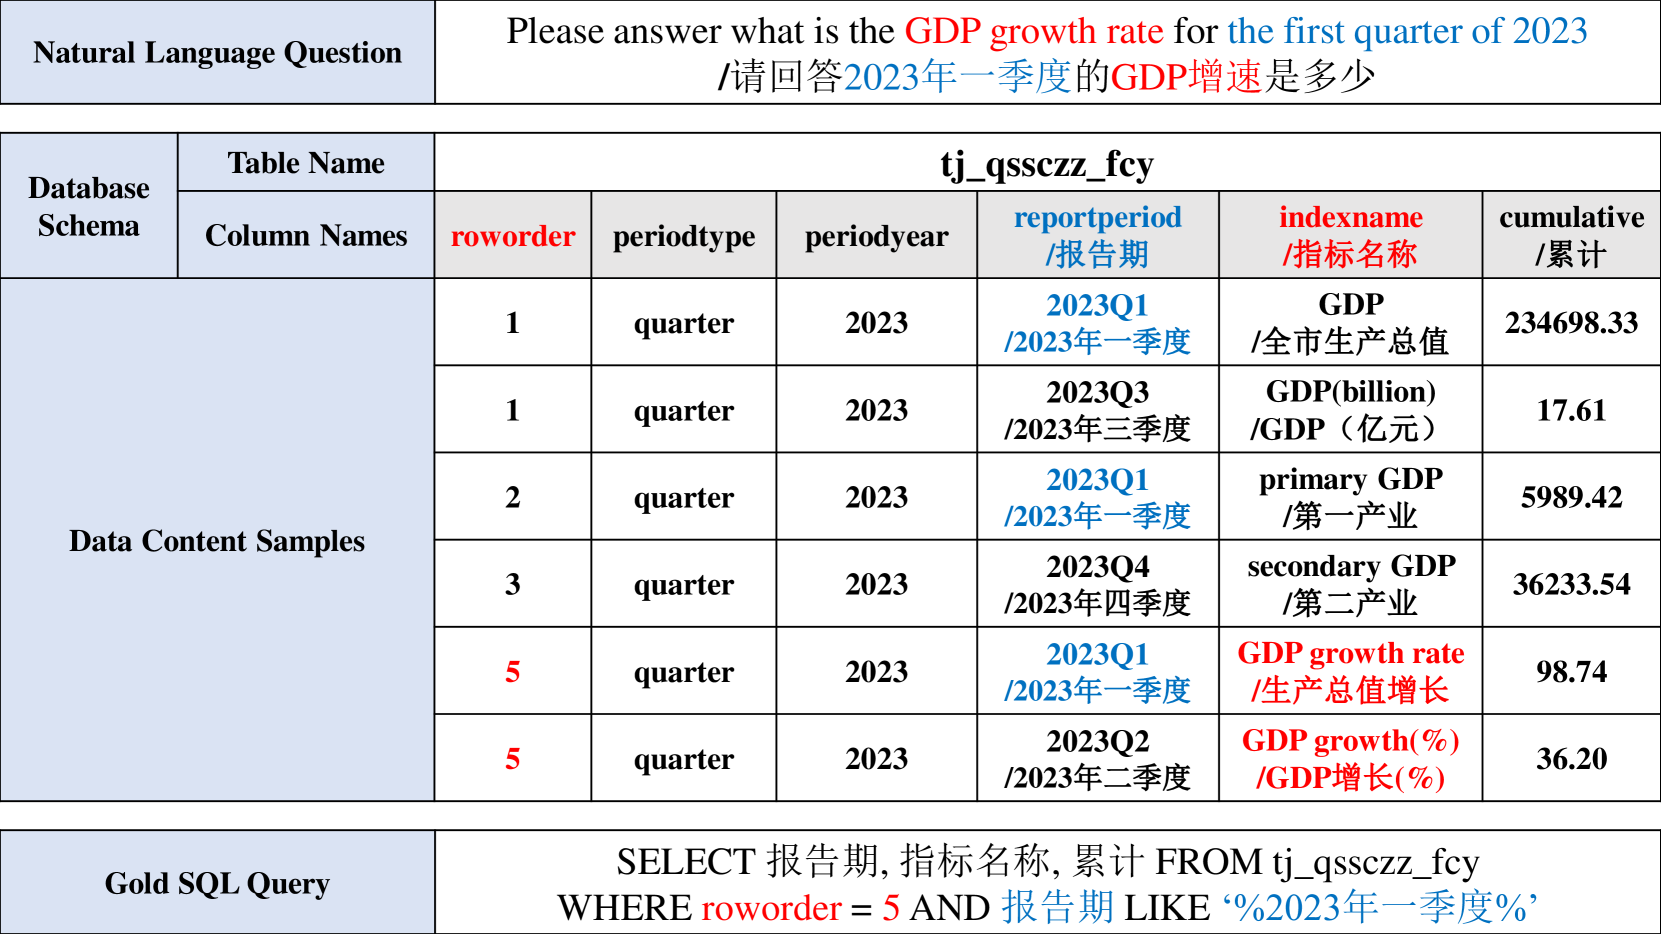 Natural Language Question
Please answer what is the GDP growth rate for the first quarter of 2023
/请回答2023年一季度的GDP增速是多少
Database
Schema
Table Name
tj_qssczz_fcy
Column Names
roworder
periodtype
periodyear
reportperiod
/报告期
indexname
/指标名称
cumulative
/累计
Data Content Samples
1
quarter
2023
2023Q1
/2023年一季度
GDP
/全市生产总值
234698.33
1
quarter
2023
2023Q3
/2023年三季度
GDP(billion)
/GDP（亿元）
17.61
2
quarter
2023
2023Q1
/2023年一季度
primary GDP
/第一产业
5989.42
3
quarter
2023
2023Q4
/2023年四季度
secondary GDP
/第二产业
36233.54
5
quarter
2023
2023Q1
/2023年一季度
GDP growth rate
/生产总值增长
98.74
5
quarter
2023
2023Q2
/2023年二季度
GDP growth(%)
/GDP增长(%)
36.20
Gold SQL Query
SELECT 报告期, 指标名称, 累计 FROM tj_qssczz_fcy
WHERE roworder = 5 AND 报告期 LIKE ‘%2023年一季度%’